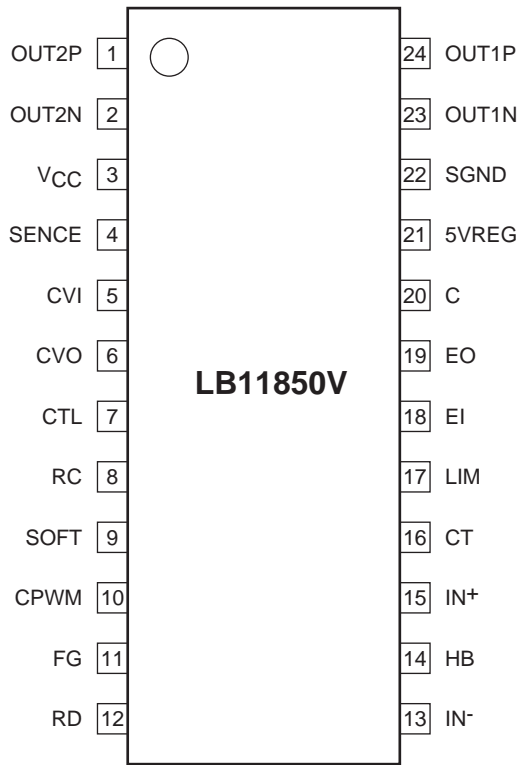 OUT2P 1 24 OUT1P
OUT2N 2 23 OUT1N
VCC 3 22 SGND
SENCE 4 21 5VREG
CVI 5 20 C
CVO 6 19 EO
LB11850V
CTL 7 18 EI
RC 8 17 LIM
SOFT 9 16 CT
CPWM 10 15 IN+
FG 11 14 HB
RD 12 13 IN-